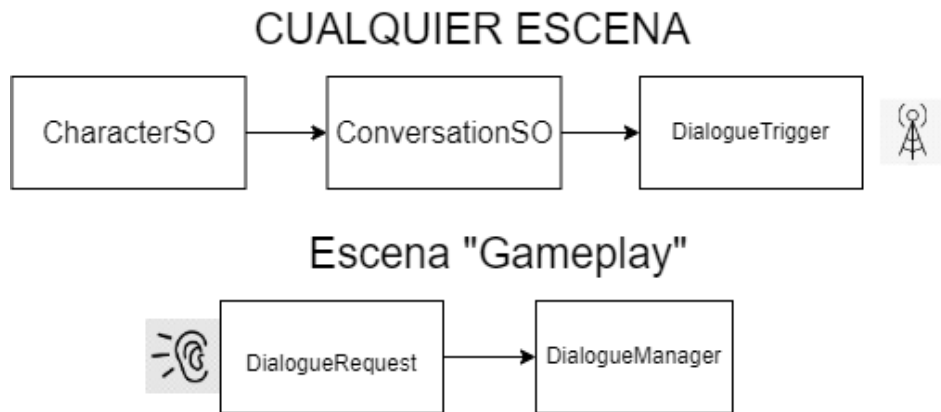 CUALQUIER ESCENA
CharacterSO
ConversationSO
DialogueTrigger
Escena "Gameplay"
DialogueRequest
DialogueManager